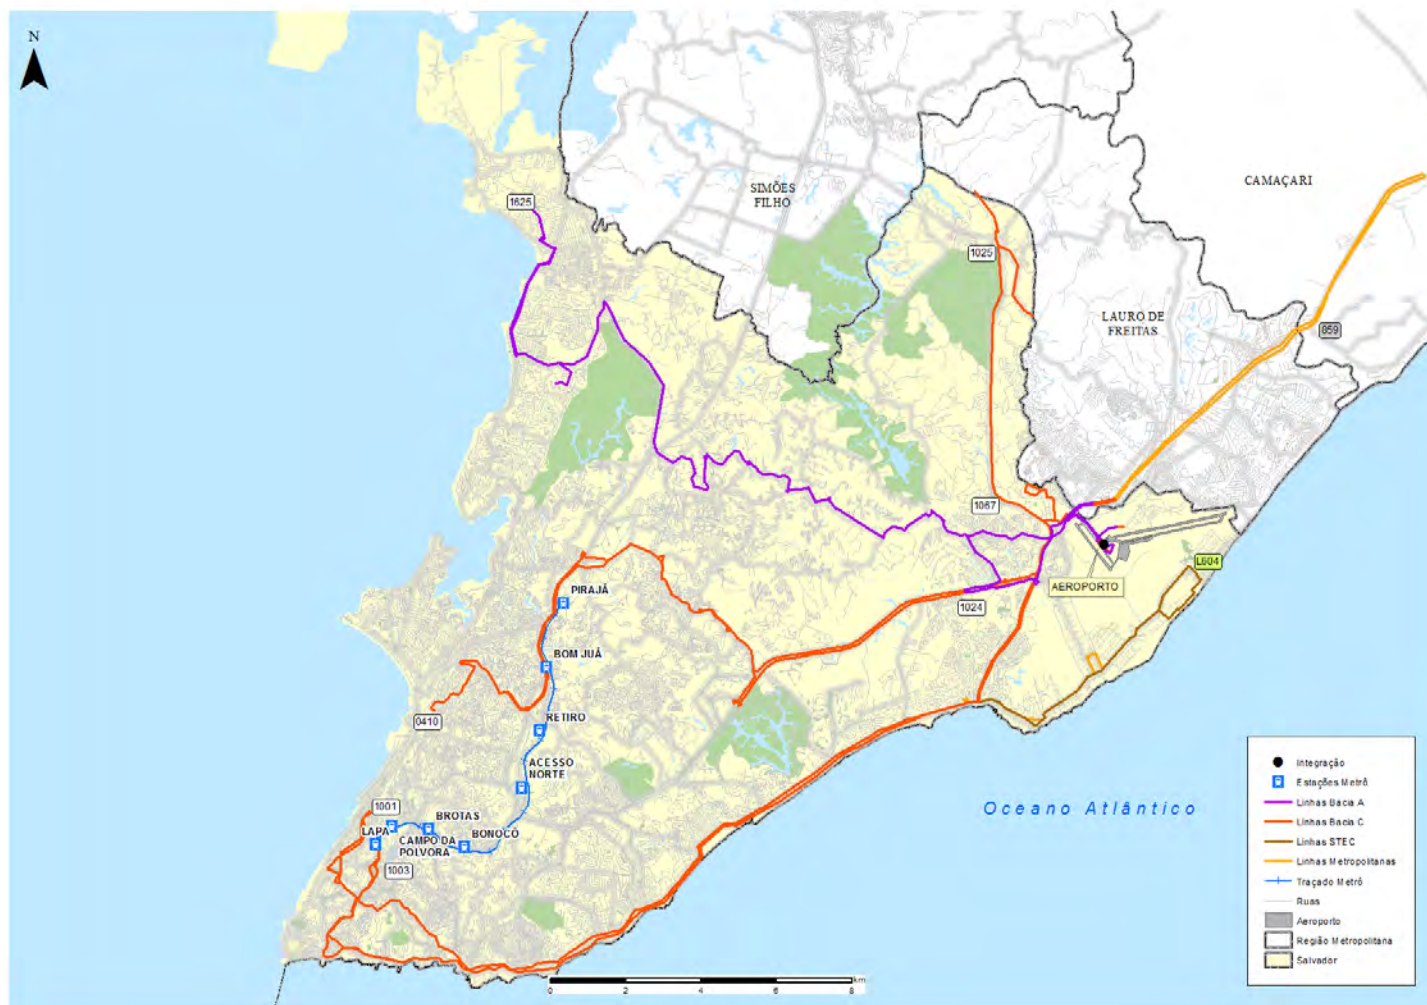 N
1625
SIMÕES
FILHO
CAMAÇARI
1025
LAURO DE
FREITAS
859
1067
L604
AEROPORTO
1024
PIRAJÁ
BOM JUÁ
RETIRO
0410
ACESSO
NORTE
1001
BROTAS
LAPA
CAMPO DA
POLVORA
BONOCÔ
1003
Oceano Atlântico
Integração
Estações Metrô
Linhas Bacia A
Linhas Bacia C
Linhas STEC
Linhas Metropolitanas
Traçado Metrô
Ruas
Aeroporto
Região Metropolitana
Salvador
0 2 4 6 8 km